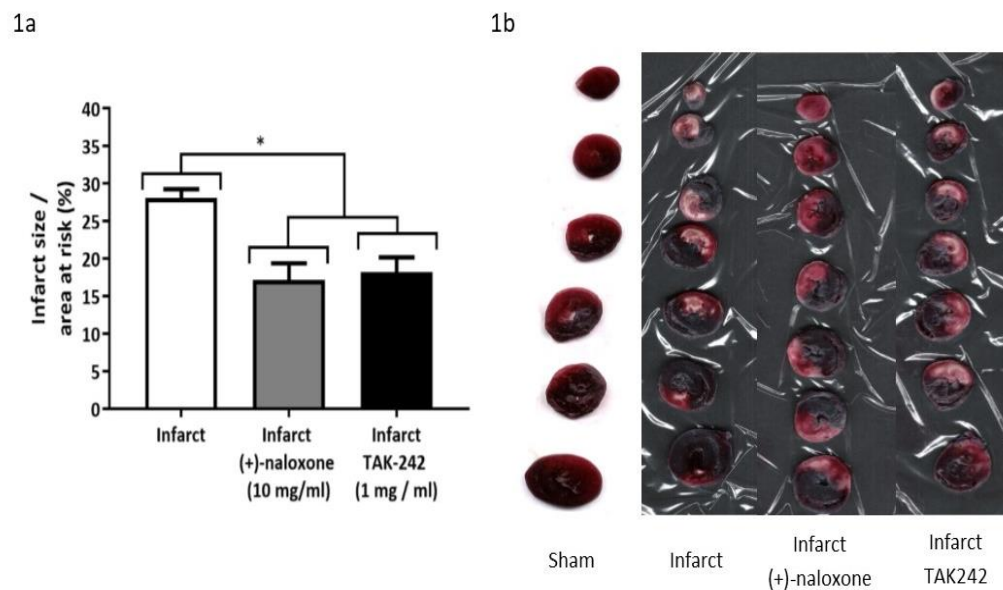 1a
1b
Infarct size /
area at risk (%)
40
35
30
25
20
15
10
5
0
*
Infarct
Infarct
(+)-naloxone
(10 mg/ml)
Infarct
TAK-242
(1 mg / ml)
Sham
Infarct
Infarct
(+)-naloxone
Infarct
TAK242